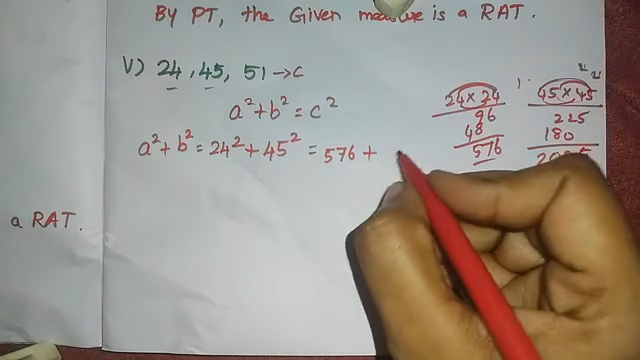 By PT, the Given measure is a RAT.
V) 24, 45, 51 → c
a² + b² = c²
a² + b² = 24² + 45² = 576 +
24 × 24
96
48
576
45 × 45
225
180
a RAT.